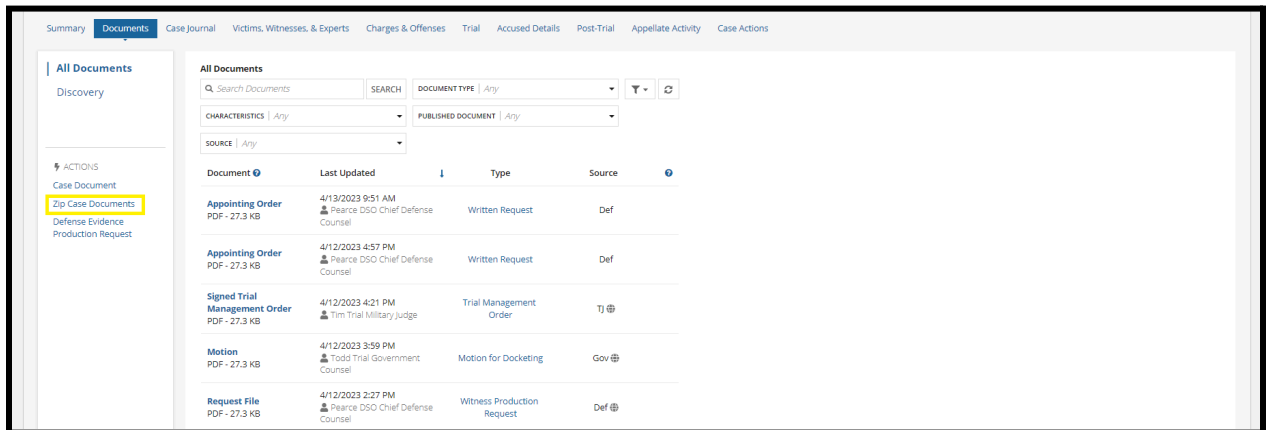 Summary Documents Case Journal Victims, Witnesses, & Experts Charges & Offenses Trial Accused Details Post-Trial Appellate Activity Case Actions
All Documents
Discovery
ACTIONS
Case Document
Zip Case Documents
Defense Evidence
Production Request
All Documents
Search Documents SEARCH DOCUMENT TYPE Any
CHARACTERISTICS Any PUBLISHED DOCUMENT Any
SOURCE Any
Document Last Updated Type Source
Appointing Order
PDF - 27.3 KB
4/13/2023 9:51 AM
Pearce DSO Chief Defense
Counsel
Written Request
Def
Appointing Order
PDF - 27.3 KB
4/12/2023 4:57 PM
Pearce DSO Chief Defense
Counsel
Written Request
Def
Signed Trial
Management Order
PDF - 27.3 KB
4/12/2023 4:21 PM
Tim Trial Military Judge
Trial Management
Order
TJ
Motion
PDF - 27.3 KB
4/12/2023 3:59 PM
Todd Trial Government
Counsel
Motion for Docketing
Gov
Request File
PDF - 27.3 KB
4/12/2023 2:27 PM
Pearce DSO Chief Defense
Counsel
Witness Production
Request
Def